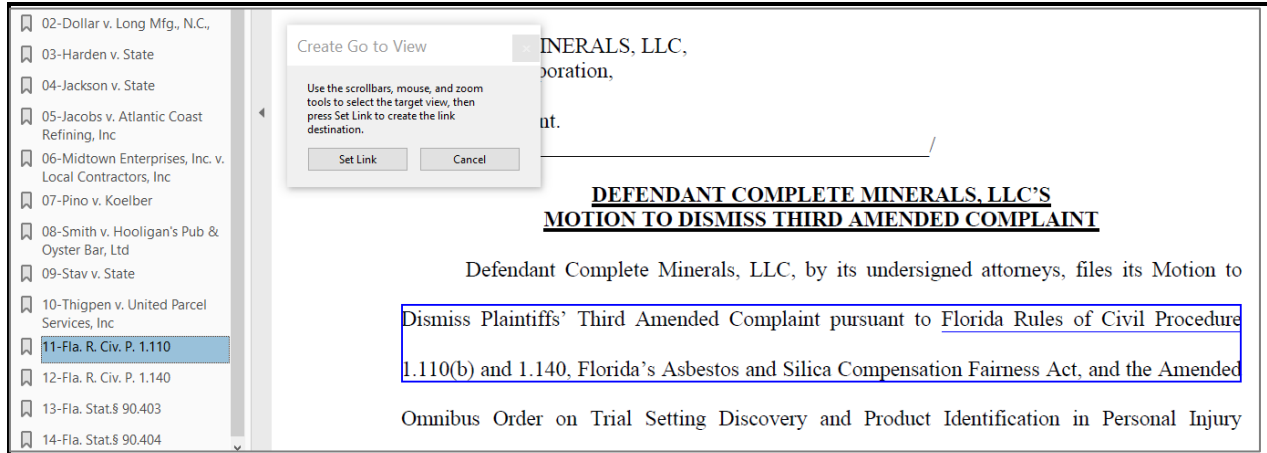 02-Dollar v. Long Mfg., N.C.,
03-Harden v. State
04-Jackson v. State
05-Jacobs v. Atlantic Coast
Refining, Inc
06-Midtown Enterprises, Inc. v.
Local Contractors, Inc
07-Pino v. Koelber
08-Smith v. Hooligan's Pub &
Oyster Bar, Ltd
09-Stav v. State
10-Thigpen v. United Parcel
Services, Inc
11-Fla. R. Civ. P. 1.110
12-Fla. R. Civ. P. 1.140
13-Fla. Stat.§ 90.403
14-Fla. Stat.§ 90.404
Create Go to View
Use the scrollbars, mouse, and zoom
tools to select the target view, then
press Set Link to create the link
destination.
Set Link Cancel
INERALS, LLC,
oration,
nt.
/
DEFENDANT COMPLETE MINERALS, LLC’S
MOTION TO DISMISS THIRD AMENDED COMPLAINT
Defendant Complete Minerals, LLC, by its undersigned attorneys, files its Motion to
Dismiss Plaintiffs’ Third Amended Complaint pursuant to Florida Rules of Civil Procedure
1.110(b) and 1.140, Florida’s Asbestos and Silica Compensation Fairness Act, and the Amended
Omnibus Order on Trial Setting Discovery and Product Identification in Personal Injury